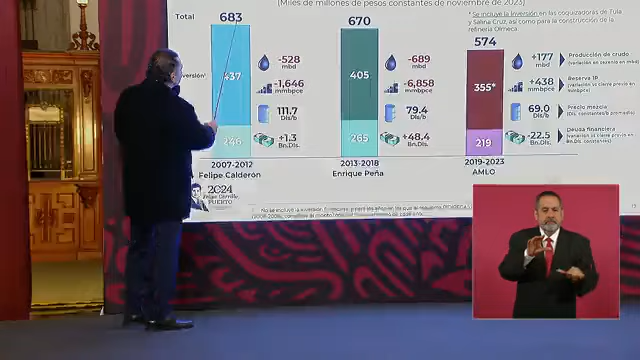 (Miles de millones de pesos constantes de noviembre de 2023)
* Se incluye la inversión en las coquizadoras de Tula
y Salina Cruz, así como para la construcción de la
refinería Olmeca.
Total 683 670 574
437 405 355*
246 265 219
-528
mbd
-1,646
mmbpce
111.7
Dls/b
+1.3
Bn.Dls.
-689
mbd
-6,858
mmbpce
79.4
Dls/b
+48.4
Bn.Dls.
+177
mbd
+438
mmbpce
69.0
Dls/b
-22.5
Bn.Dls.
Producción de crudo
Reserva 1P
Precio mezcla
Deuda financiera
2007-2012
Felipe Calderón
2013-2018
Enrique Peña
2019-2023
AMLO
2024
Felipe Carrillo
PUERTO